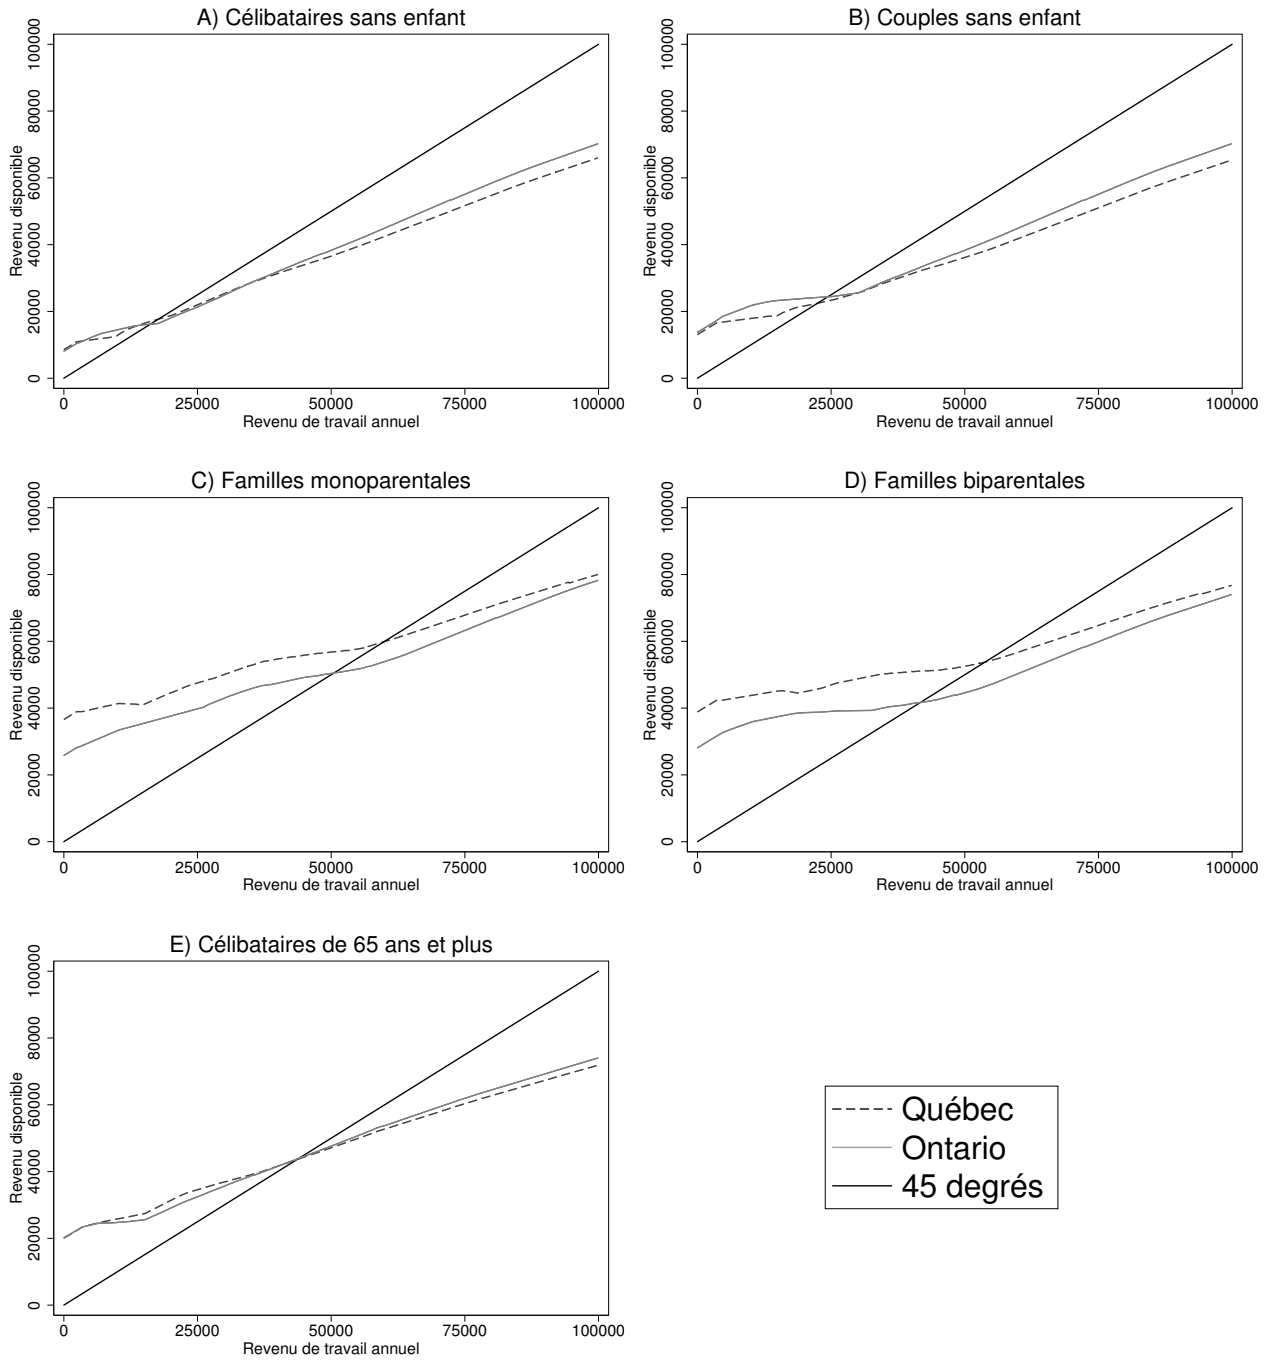 A) Célibataires sans enfant
Revenu disponible
100000
80000
60000
40000
20000
0
0 25000 50000 75000 100000
Revenu de travail annuel
B) Couples sans enfant
Revenu disponible
100000
80000
60000
40000
20000
0
0 25000 50000 75000 100000
Revenu de travail annuel
C) Familles monoparentales
Revenu disponible
100000
80000
60000
40000
20000
0
0 25000 50000 75000 100000
Revenu de travail annuel
D) Familles biparentales
Revenu disponible
100000
80000
60000
40000
20000
0
0 25000 50000 75000 100000
Revenu de travail annuel
E) Célibataires de 65 ans et plus
Revenu disponible
100000
80000
60000
40000
20000
0
0 25000 50000 75000 100000
Revenu de travail annuel
Québec
Ontario
45 degrés